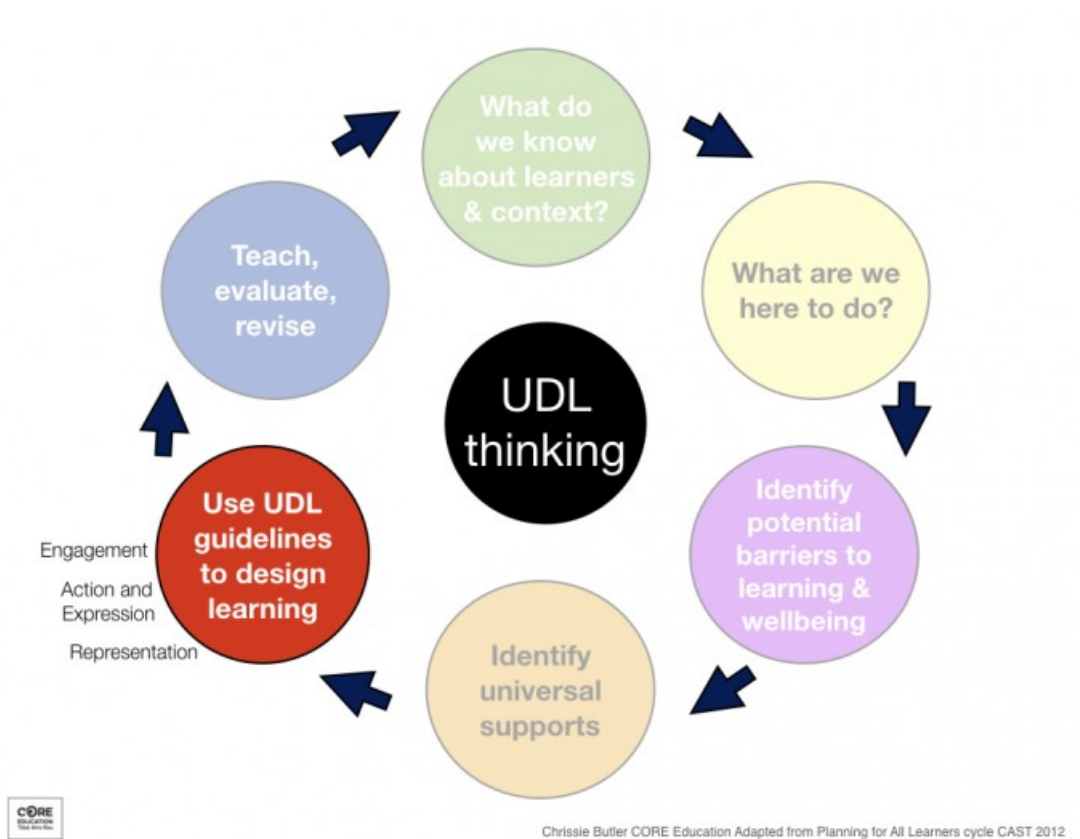 What do
we know
about learners
& context?
What are we
here to do?
Identify
potential
barriers to
learning &
wellbeing
Identify
universal
supports
Use UDL
guidelines
to design
learning
Engagement
Action and
Expression
Representation
Teach,
evaluate,
revise
UDL
thinking
CORE
EDUCATION
Chrissie Butler CORE Education Adapted from Planning for All Learners cycle CAST 2012